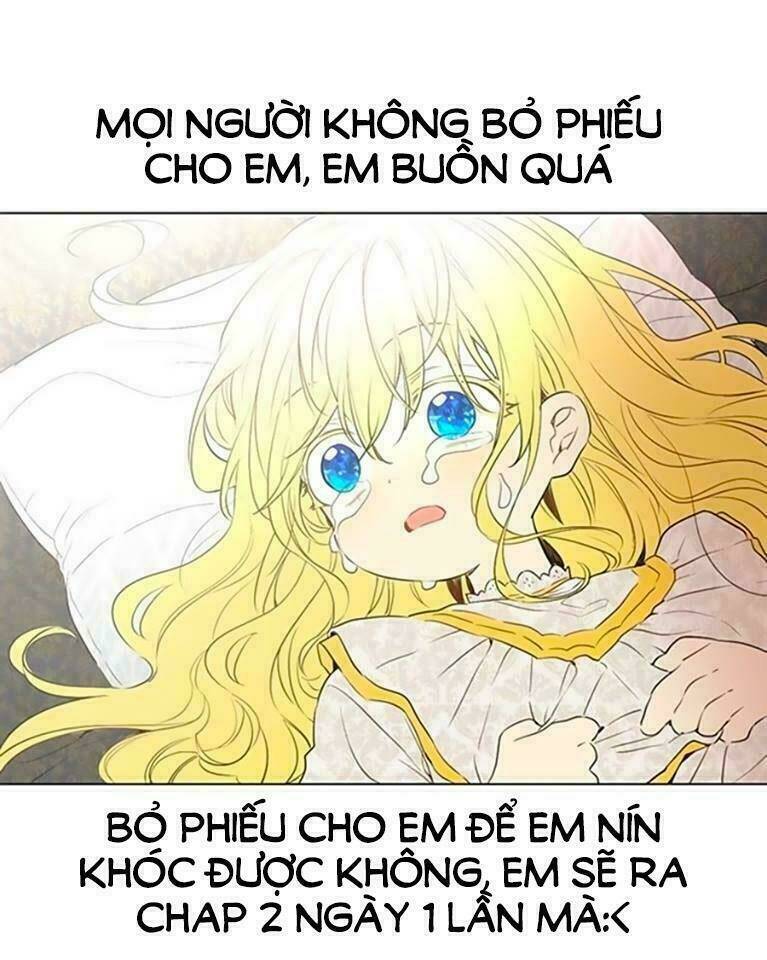 MỌI NGƯỜI KHÔNG BỎ PHIẾU
CHO EM, EM BUỒN QUÁ
BỎ PHIẾU CHO EM ĐỂ EM NÍN
KHÓC ĐƯỢC KHÔNG, EM SẼ RA
CHAP 2 NGÀY 1 LẦN MÀ:<